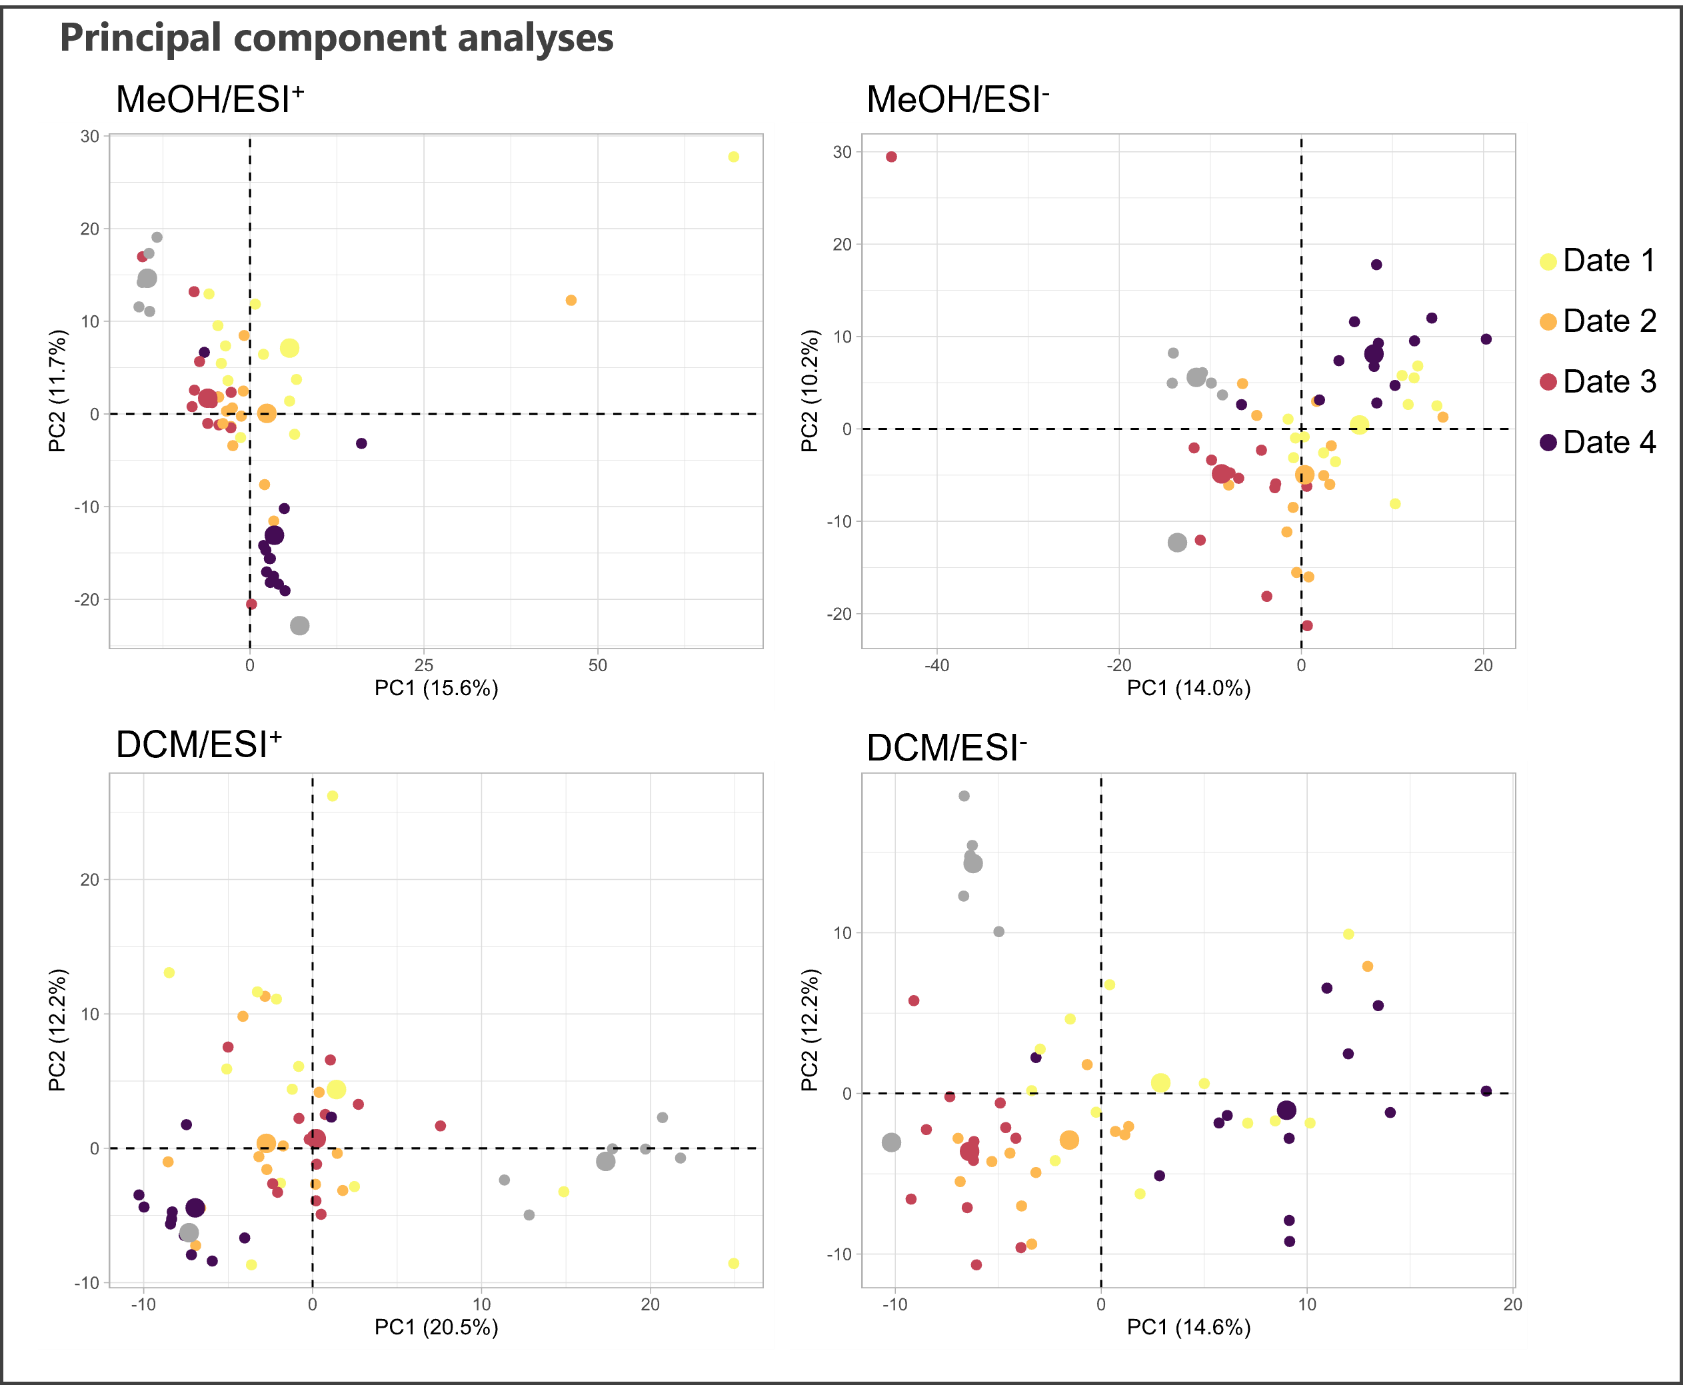 Principal component analyses
MeOH/ESI+
30
20
10
0
-10
-20
0
25
50
PC2 (11.7%)
PC1 (15.6%)
MeOH/ESI-
30
20
10
0
-10
-20
-40
-20
0
20
PC2 (10.2%)
PC1 (14.0%)
Date 1
Date 2
Date 3
Date 4
DCM/ESI+
20
10
0
-10
-10
0
10
20
PC2 (12.2%)
PC1 (20.5%)
DCM/ESI-
10
0
-10
-10
0
10
20
PC2 (12.2%)
PC1 (14.6%)